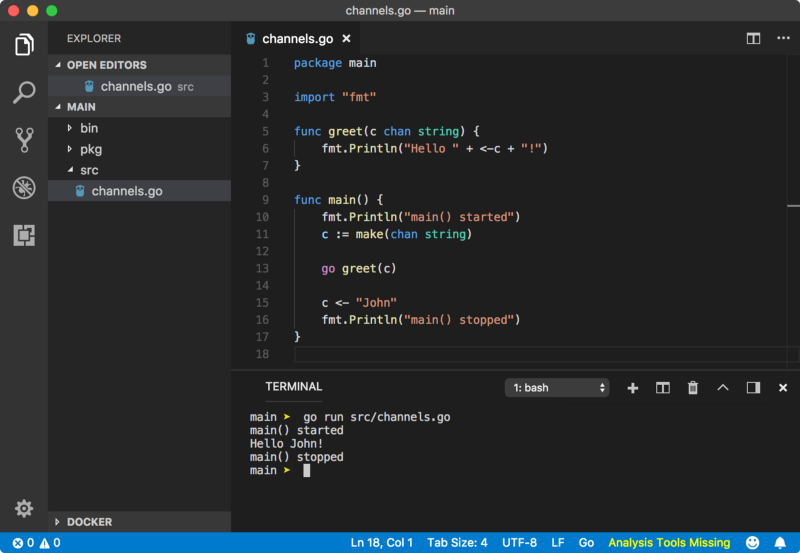 channels.go — main
EXPLORER
OPEN EDITORS
channels.go src
MAIN
bin
pkg
src
channels.go
DOCKER
channels.go
1 package main
2
3 import "fmt"
4
5 func greet(c chan string) {
6     fmt.Println("Hello " + <-c + "!")
7 }
8
9 func main() {
10     fmt.Println("main() started")
11     c := make(chan string)
12
13     go greet(c)
14
15     c <- "John"
16     fmt.Println("main() stopped")
17 }
18
TERMINAL
1: bash
main ➤ go run src/channels.go
main() started
Hello John!
main() stopped
main ➤
0 0 Ln 18, Col 1 Tab Size: 4 UTF-8 LF Go Analysis Tools Missing